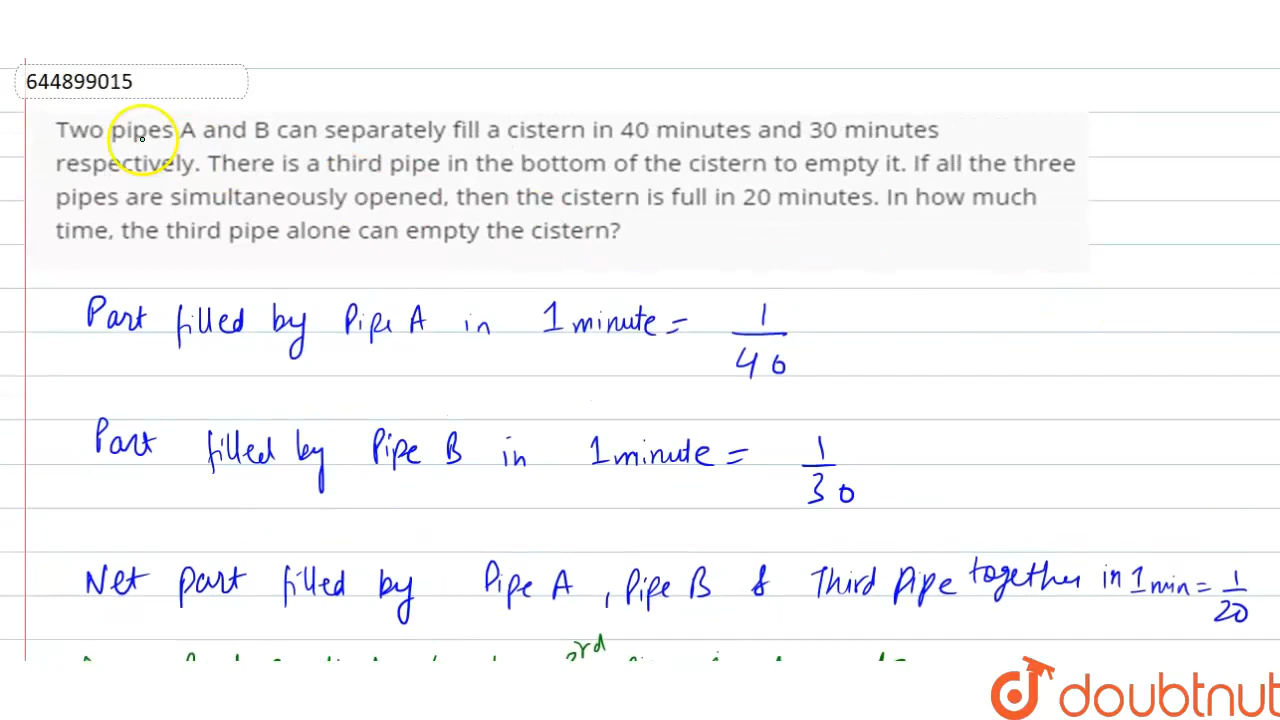 644899015
Two pipes A and B can separately fill a cistern in 40 minutes and 30 minutes
respectively. There is a third pipe in the bottom of the cistern to empty it. If all the three
pipes are simultaneously opened, then the cistern is full in 20 minutes. In how much
time, the third pipe alone can empty the cistern?
Part filled by Pipe A in 1 minute = 1/40
Part filled by Pipe B in 1 minute = 1/30
Net part filled by Pipe A, Pipe B & Third Pipe together in 1 min = 1/20
3rd
doubtnut